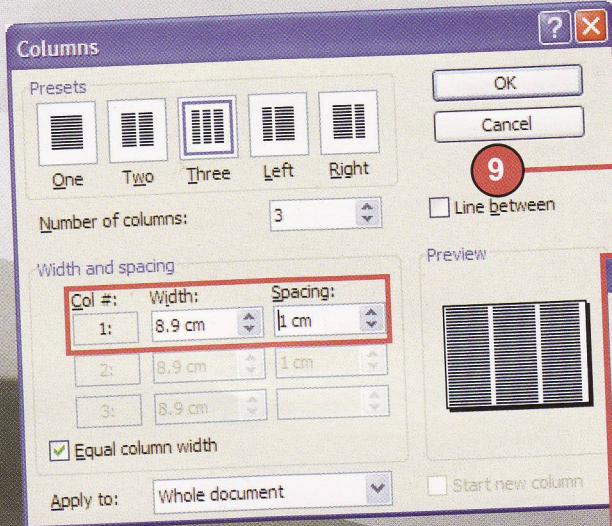 Columns
Presets
One Two Three Left Right
OK
Cancel
9
Number of columns: 3
Line between
Width and spacing
Col #: Width: Spacing:
1: 8.9 cm 1 cm
2: 8.9 cm 1 cm
3: 8.9 cm
Equal column width
Preview
Apply to: Whole document
Start new column